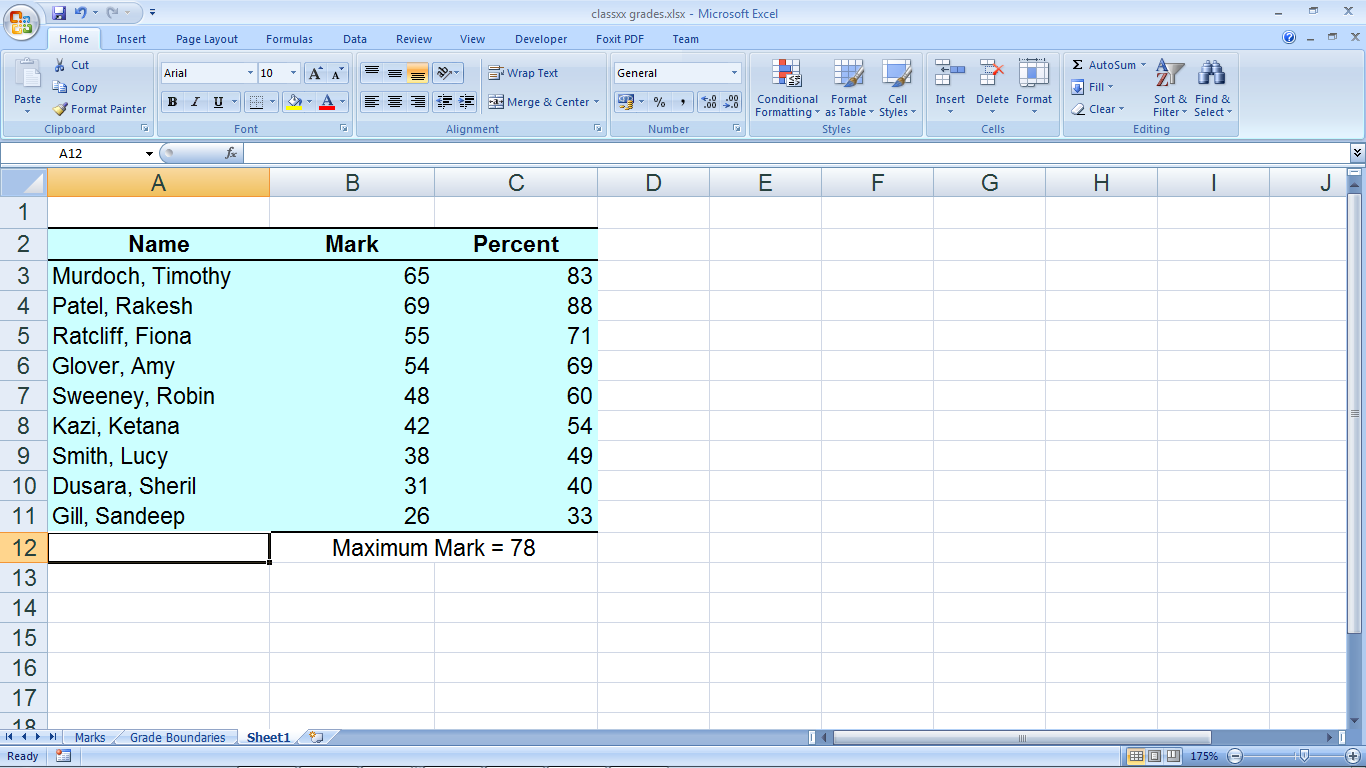 classxx grades.xlsx - Microsoft Excel
Home Insert Page Layout Formulas Data Review View Developer Foxit PDF Team
Paste Cut Copy Format Painter
Arial 10 A A
B I U A
Wrap Text
Merge & Center
General
% ,
Conditional Formatting Format as Table Cell Styles
Insert Delete Format
Σ AutoSum Fill Clear
Sort & Filter Find & Select
Clipboard Font Alignment Number Styles Cells Editing
A12 fx
A B C D E F G H I J
1
2 Name Mark Percent
3 Murdoch, Timothy 65 83
4 Patel, Rakesh 69 88
5 Ratcliff, Fiona 55 71
6 Glover, Amy 54 69
7 Sweeney, Robin 48 60
8 Kazi, Ketana 42 54
9 Smith, Lucy 38 49
10 Dusara, Sheril 31 40
11 Gill, Sandeep 26 33
12 Maximum Mark = 78
13
14
15
16
17
18
Marks Grade Boundaries Sheet1
Ready 175%